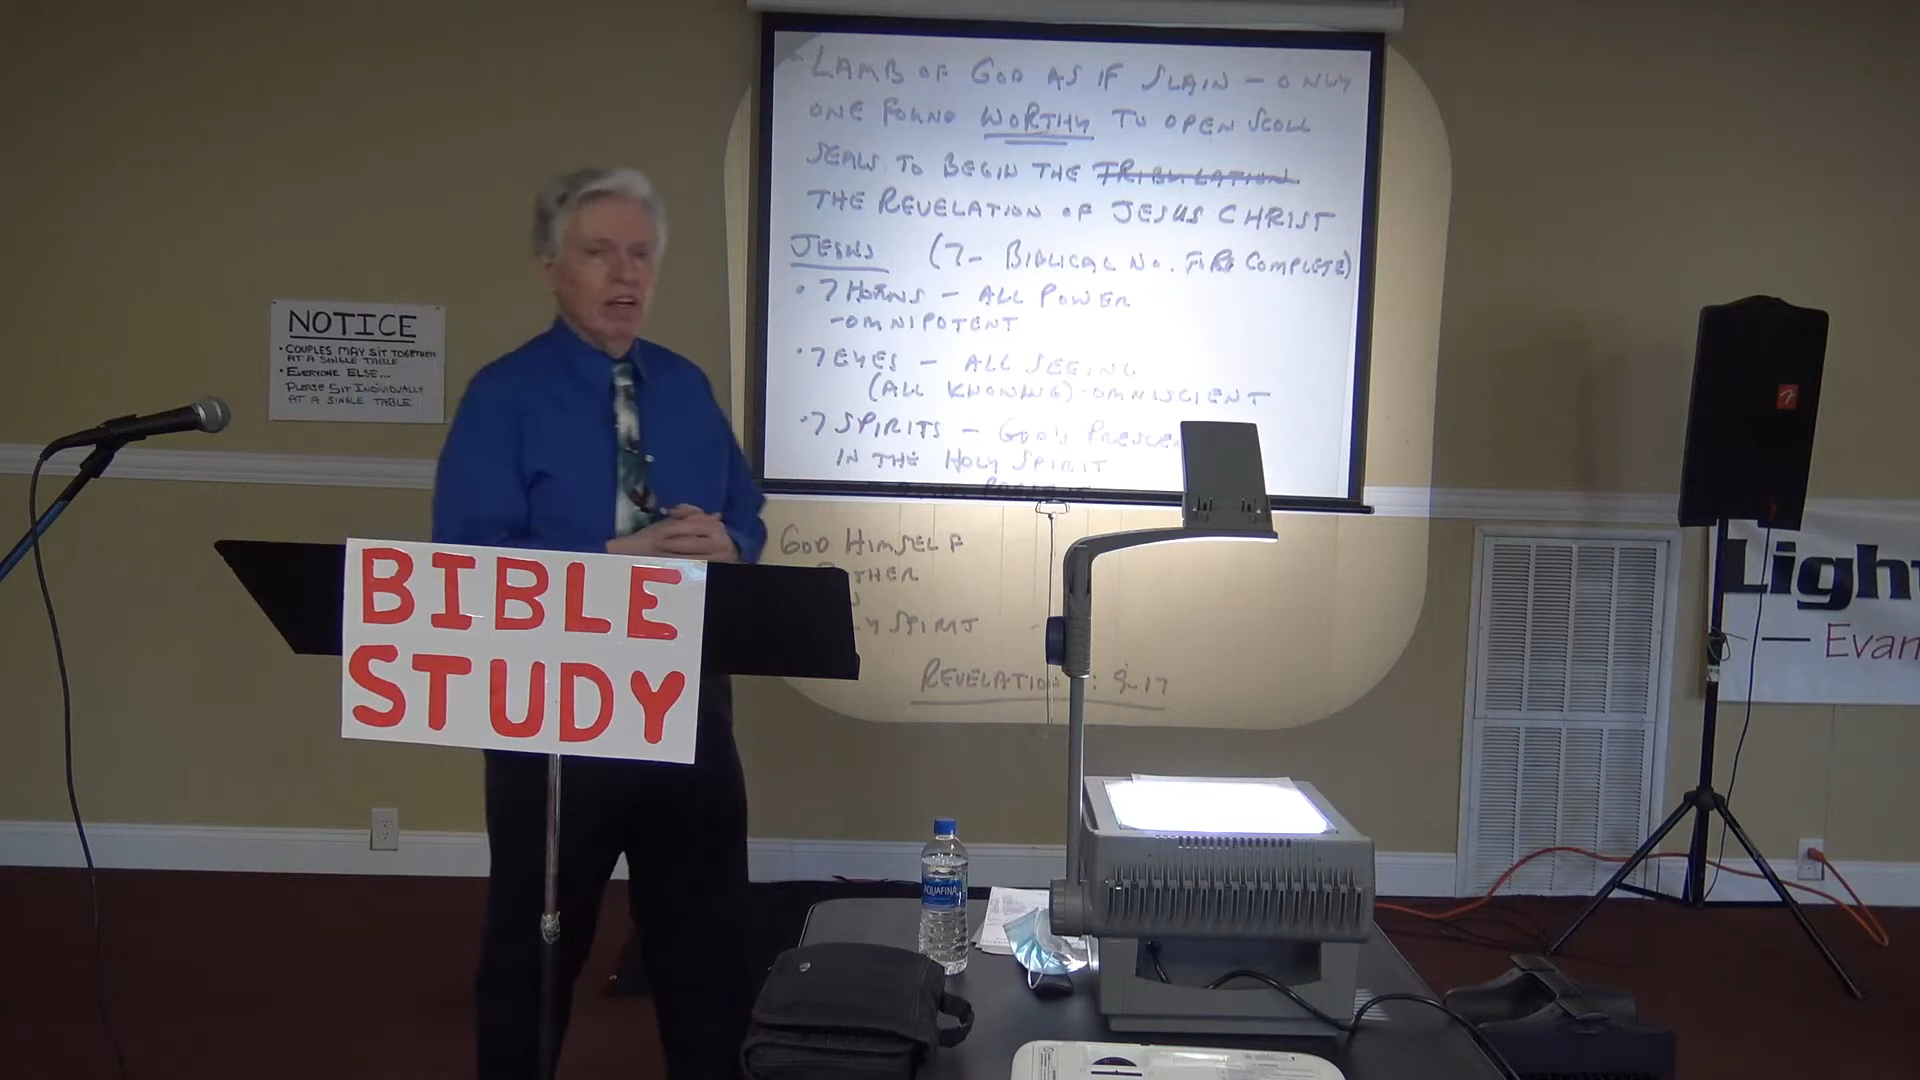 - LAMB OF GOD AS IF SLAIN - ONLY
ONE FOUND WORTHY TO OPEN SCOLL
SEALS TO BEGIN THE TRIBULATION
THE REVELATION OF JESUS CHRIST
JESUS (7- BIBLICAL NO. FOR COMPLETE)
• 7 HORNS - ALL POWER
- OMNIPOTENT
• 7 EYES - ALL SEEING
(ALL KNOWING) - OMNISCIENT
• 7 SPIRITS - GOD'S
IN THE HOLY SPIRIT
GOD HIMSELF
SPIRIT
REVELATION : 9-17
NOTICE
• COUPLES MAY SIT TOGETHER
AT A SINGLE TABLE
• EVERYONE ELSE...
PLEASE SIT INDIVIDUALLY
AT A SINGLE TABLE
BIBLE
STUDY
Light
— Evan
AQUAFINA